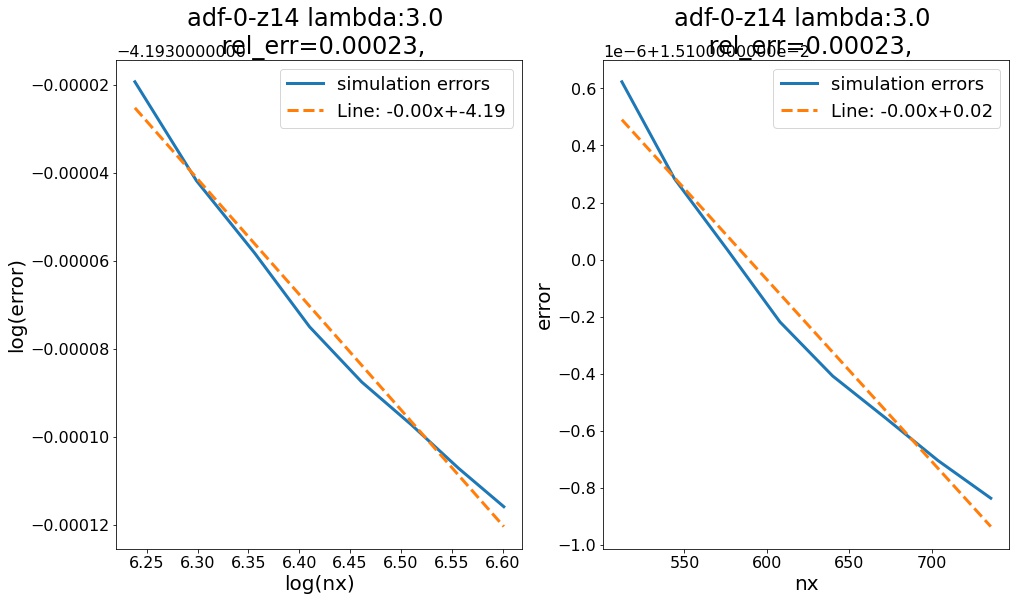 adf-0-z14 lambda:3.0
rel_err=0.00023,
−4.1930000000
simulation errors
Line: -0.00x+-4.19
−0.00002
−0.00004
−0.00006
−0.00008
−0.00010
−0.00012
log(error)
6.25
6.30
6.35
6.40
6.45
6.50
6.55
6.60
log(nx)
adf-0-z14 lambda:3.0
rel_err=0.00023,
1e−6+1.5100000000e−2
simulation errors
Line: -0.00x+0.02
0.6
0.4
0.2
0.0
−0.2
−0.4
−0.6
−0.8
−1.0
error
550
600
650
700
nx